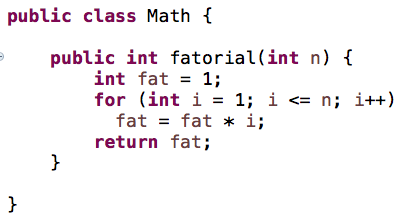 public class Math {
public int fatorial(int n) {
int fat = 1;
for (int i = 1; i <= n; i++)
fat = fat * i;
return fat;
}
}